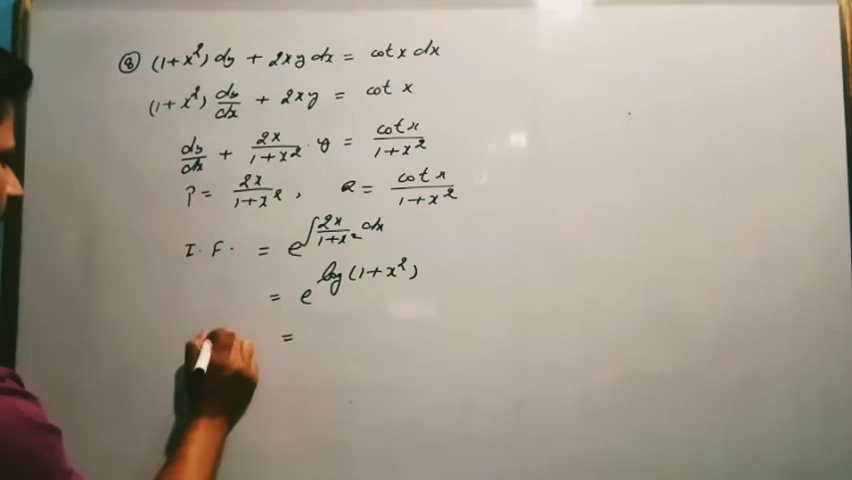 ⑧ (1+x²) dy + 2xy dx = cot x dx
(1+x²) dy/dx + 2xy = cot x
dy/dx + 2x/1+x² . y = cot x/1+x²
P = 2x/1+x² , Q = cot x/1+x²
I.F. = e^∫2x/1+x² dx
= e^log(1+x²)
=